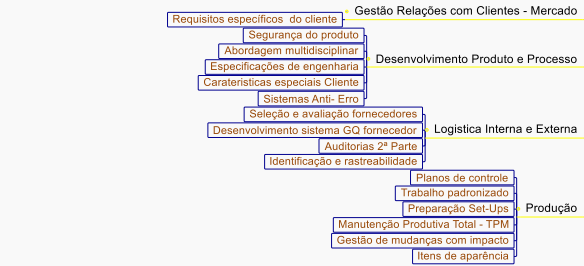 Gestão Relações com Clientes - Mercado
Requisitos específicos do cliente
Desenvolvimento Produto e Processo
Segurança do produto
Abordagem multidisciplinar
Especificações de engenharia
Caraterísticas especiais Cliente
Sistemas Anti- Erro
Logistica Interna e Externa
Seleção e avaliação fornecedores
Desenvolvimento sistema GQ fornecedor
Auditorias 2ª Parte
Identificação e rastreabilidade
Produção
Planos de controle
Trabalho padronizado
Preparação Set-Ups
Manutenção Produtiva Total - TPM
Gestão de mudanças com impacto
Itens de aparência